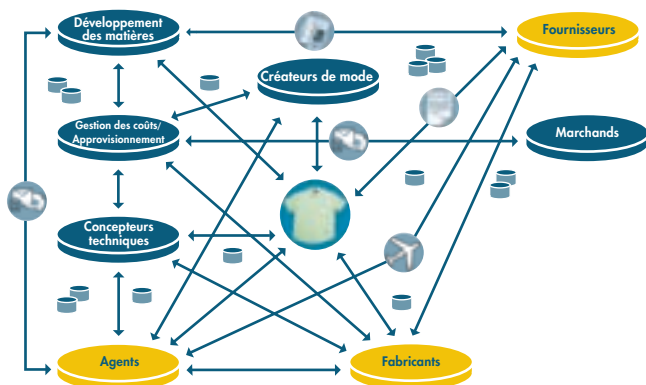 Développement
des matières
Fournisseurs
Créateurs de mode
Gestion des coûts/
Approvisionnement
Marchands
Concepteurs
techniques
Agents
Fabricants